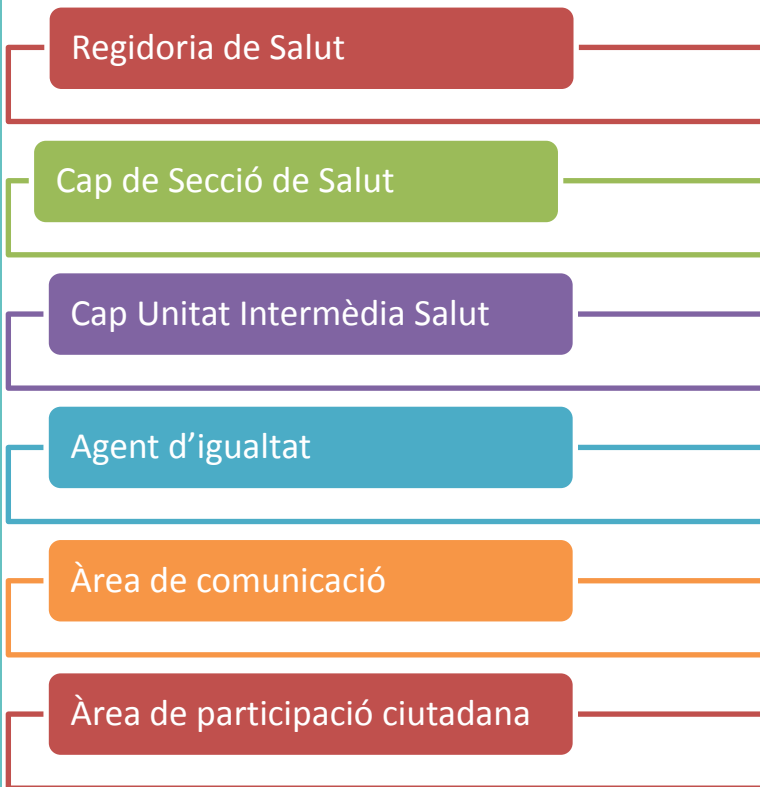 Regidoria de Salut
Cap de Secció de Salut
Cap Unitat Intermèdia Salut
Agent d’igualtat
Àrea de comunicació
Àrea de participació ciutadana